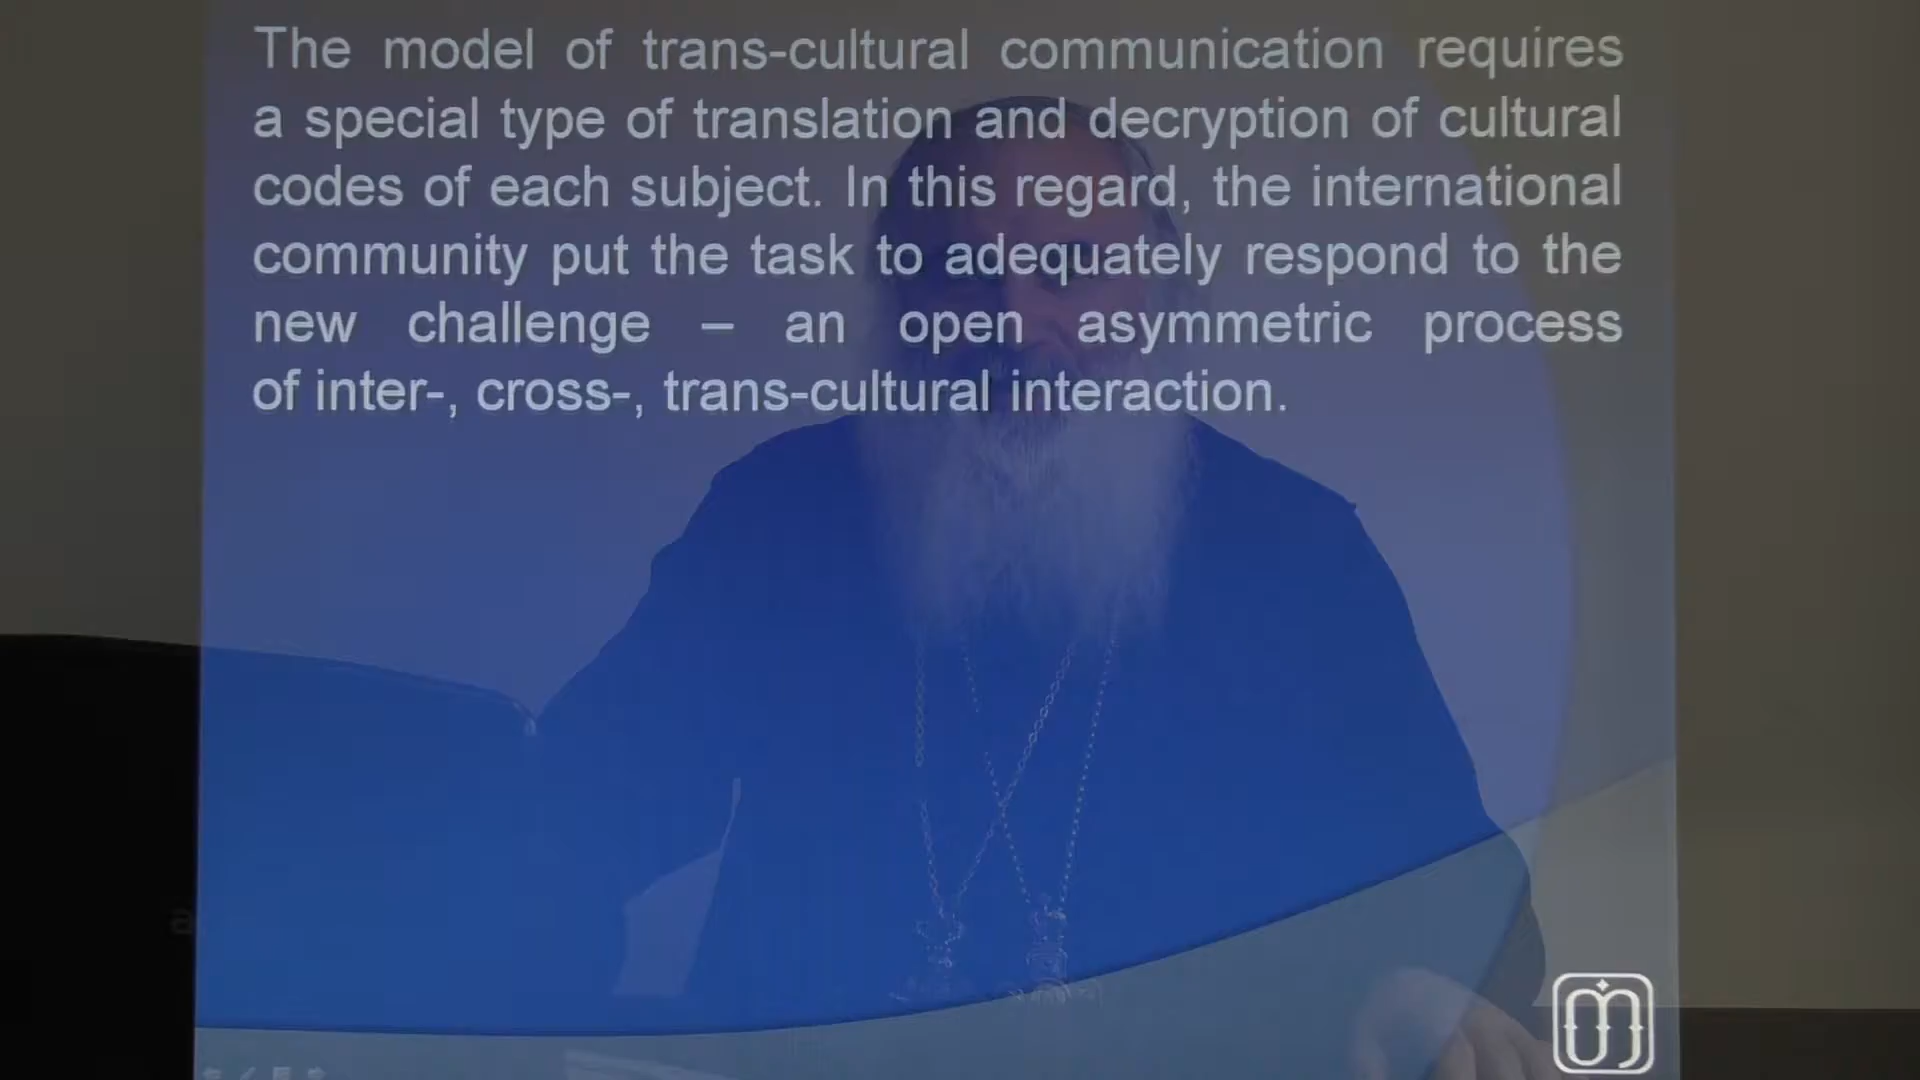 The model of trans-cultural communication requires
a special type of translation and decryption of cultural
codes of each subject. In this regard, the international
community put the task to adequately respond to the
new challenge – an open asymmetric process
of inter-, cross-, trans-cultural interaction.